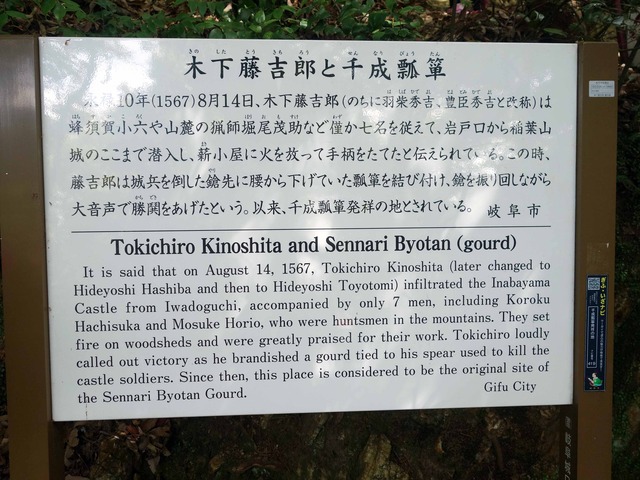 木下藤吉郎と千成瓢箪
10年(1567)8月14日、木下藤吉郎(のちに羽柴秀吉、豊臣秀吉と改称)は
蜂須賀小六や山麓の猟師堀尾茂助など僅か七名を従えて、岩戸口から稲葉山
城のここまで潜入し、薪小屋に火を放って手柄をたてたと伝えられている。この時、
藤吉郎は城兵を倒した鎗先に腰から下げていた瓢箪を結び付け、鎗を振り回しながら
大音声で勝鬨をあげたという。以来、千成瓢箪発祥の地とされている。 岐阜市
Tokichiro Kinoshita and Sennari Byotan (gourd)
It is said that on August 14, 1567, Tokichiro Kinoshita (later changed to
Hideyoshi Hashiba and then to Hideyoshi Toyotomi) infiltrated the Inabayama
Castle from Iwadoguchi, accompanied by only 7 men, including Koroku
Hachisuka and Mosuke Horio, who were huntsmen in the mountains. They set
fire on woodsheds and were greatly praised for their work. Tokichiro loudly
called out victory as he brandished a gourd tied to his spear used to kill the
castle soldiers. Since then, this place is considered to be the original site of
the Sennari Byotan Gourd. Gifu City